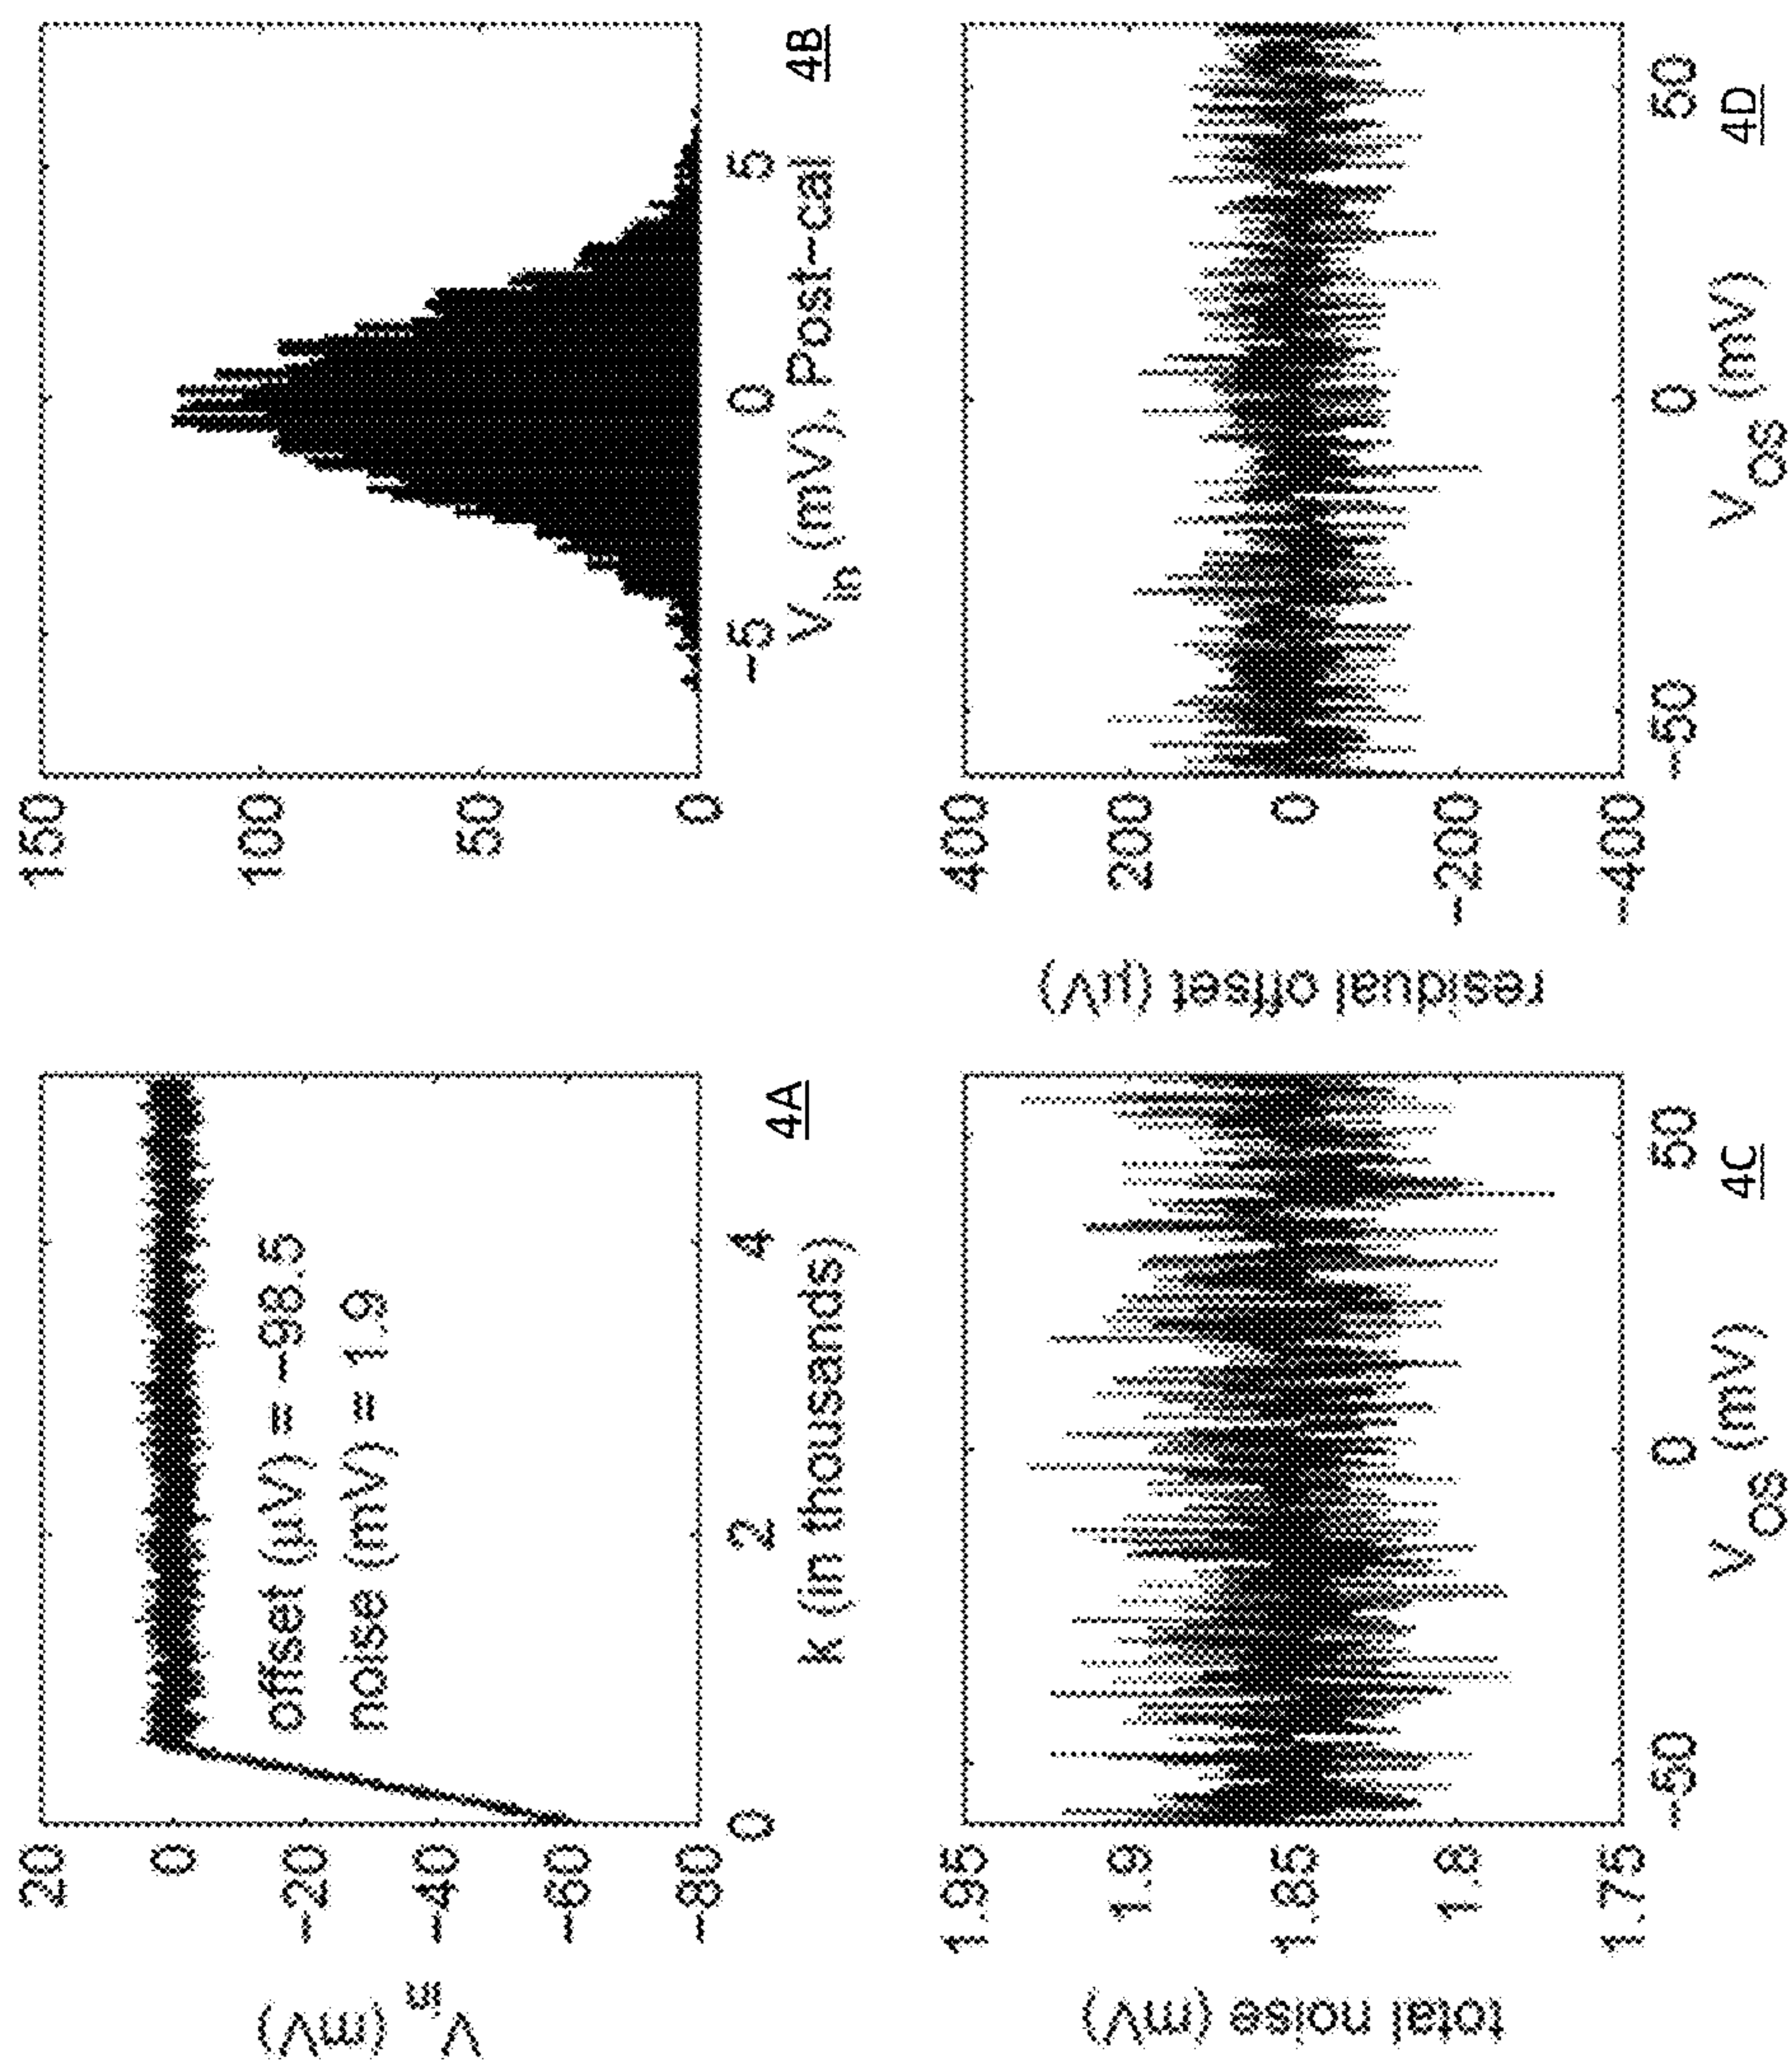 V_in (mV)
20
0
-20
-40
-60
-80
offset (µV) = -98.5
noise (mV) = 1.9
0
2
4
k (in thousands)
4A
150
100
50
0
-5
0
5
V_in (mV), Post-cal
4B
total noise (mV)
1.95
1.9
1.85
1.8
1.75
-50
0
50
V_OS (mV)
4C
residual offset (µV)
400
200
0
-200
-400
-50
0
50
V_OS (mV)
4D